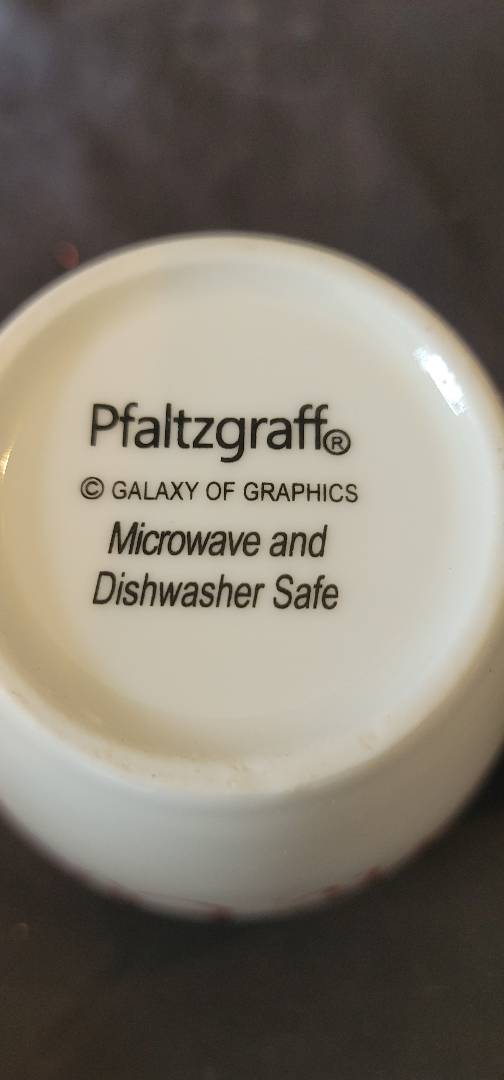 Pfaltzgraff®
© GALAXY OF GRAPHICS
Microwave and
Dishwasher Safe